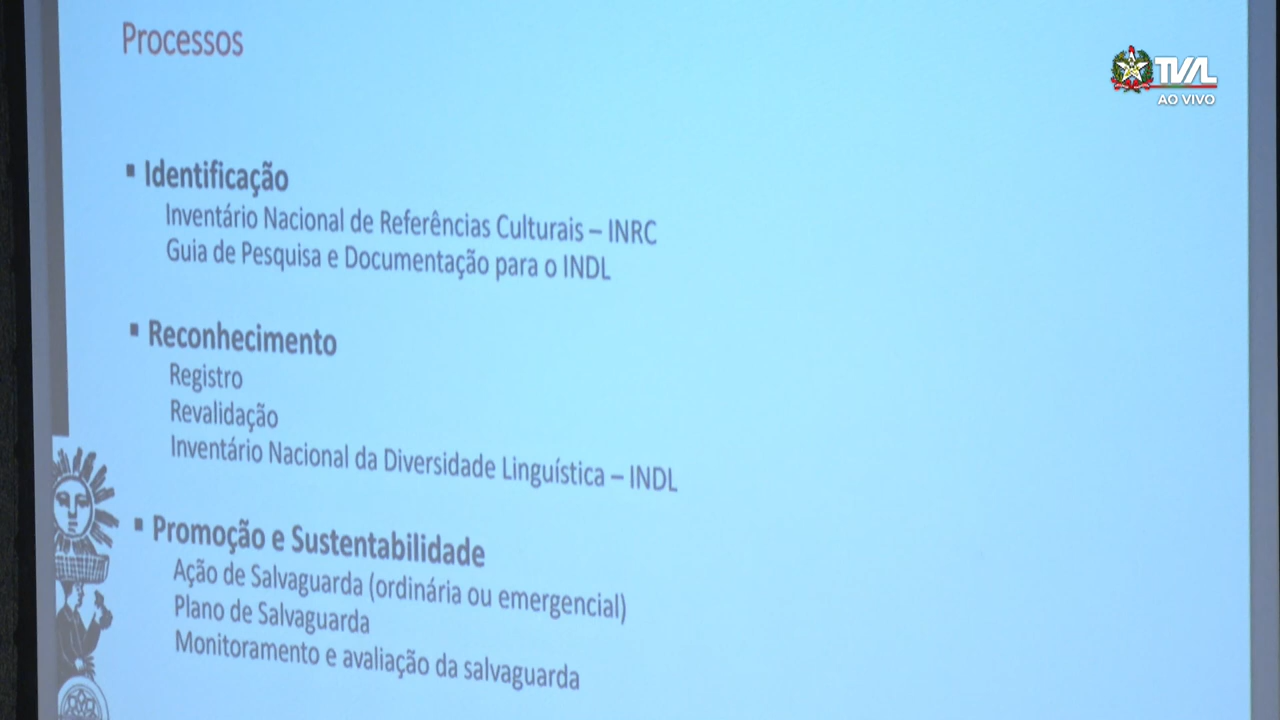 Processos
TVAL
AO VIVO
▪ Identificação
Inventário Nacional de Referências Culturais – INRC
Guia de Pesquisa e Documentação para o INDL
▪ Reconhecimento
Registro
Revalidação
Inventário Nacional da Diversidade Linguística – INDL
▪ Promoção e Sustentabilidade
Ação de Salvaguarda (ordinária ou emergencial)
Plano de Salvaguarda
Monitoramento e avaliação da salvaguarda